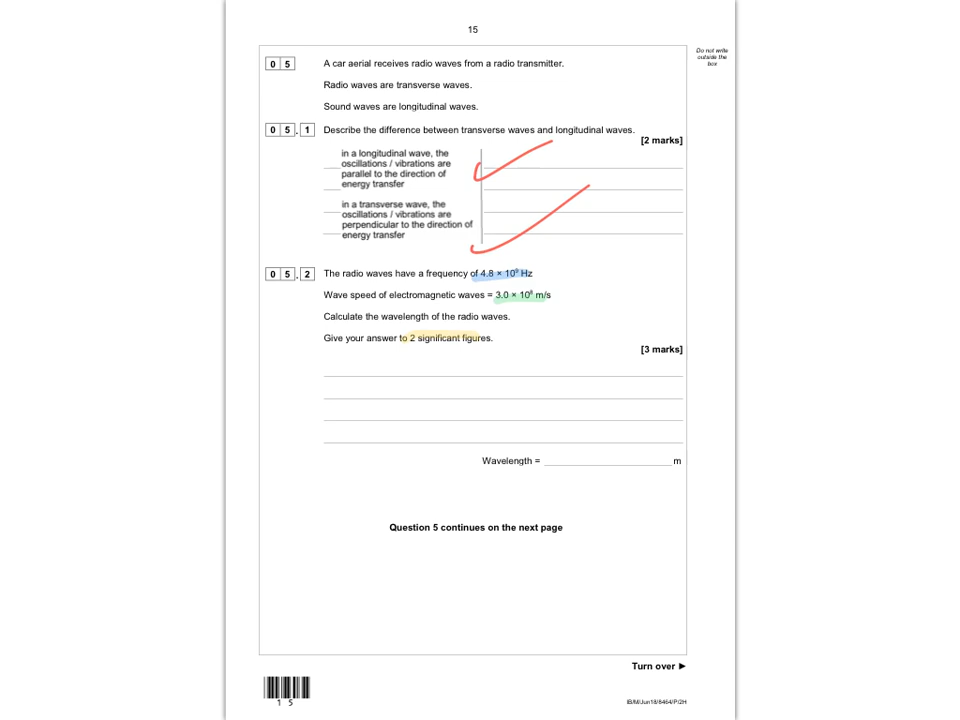 15
Do not write
outside the
box
0 5 A car aerial receives radio waves from a radio transmitter.
Radio waves are transverse waves.
Sound waves are longitudinal waves.
0 5 . 1 Describe the difference between transverse waves and longitudinal waves.
[2 marks]
in a longitudinal wave, the
oscillations / vibrations are
parallel to the direction of
energy transfer
in a transverse wave, the
oscillations / vibrations are
perpendicular to the direction of
energy transfer
0 5 . 2 The radio waves have a frequency of 4.8 × 10⁹ Hz
Wave speed of electromagnetic waves = 3.0 × 10⁸ m/s
Calculate the wavelength of the radio waves.
Give your answer to 2 significant figures.
[3 marks]
Wavelength = m
Question 5 continues on the next page
Turn over ►
1 5
IB/M/Jun18/8464/P/2H